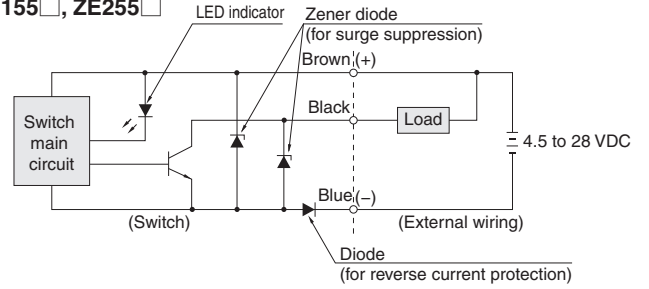 155□, ZE255□
LED indicator
Zener diode
(for surge suppression)
Brown (+)
Black
Switch
main
circuit
Load
4.5 to 28 VDC
Blue (−)
(Switch)
(External wiring)
Diode
(for reverse current protection)